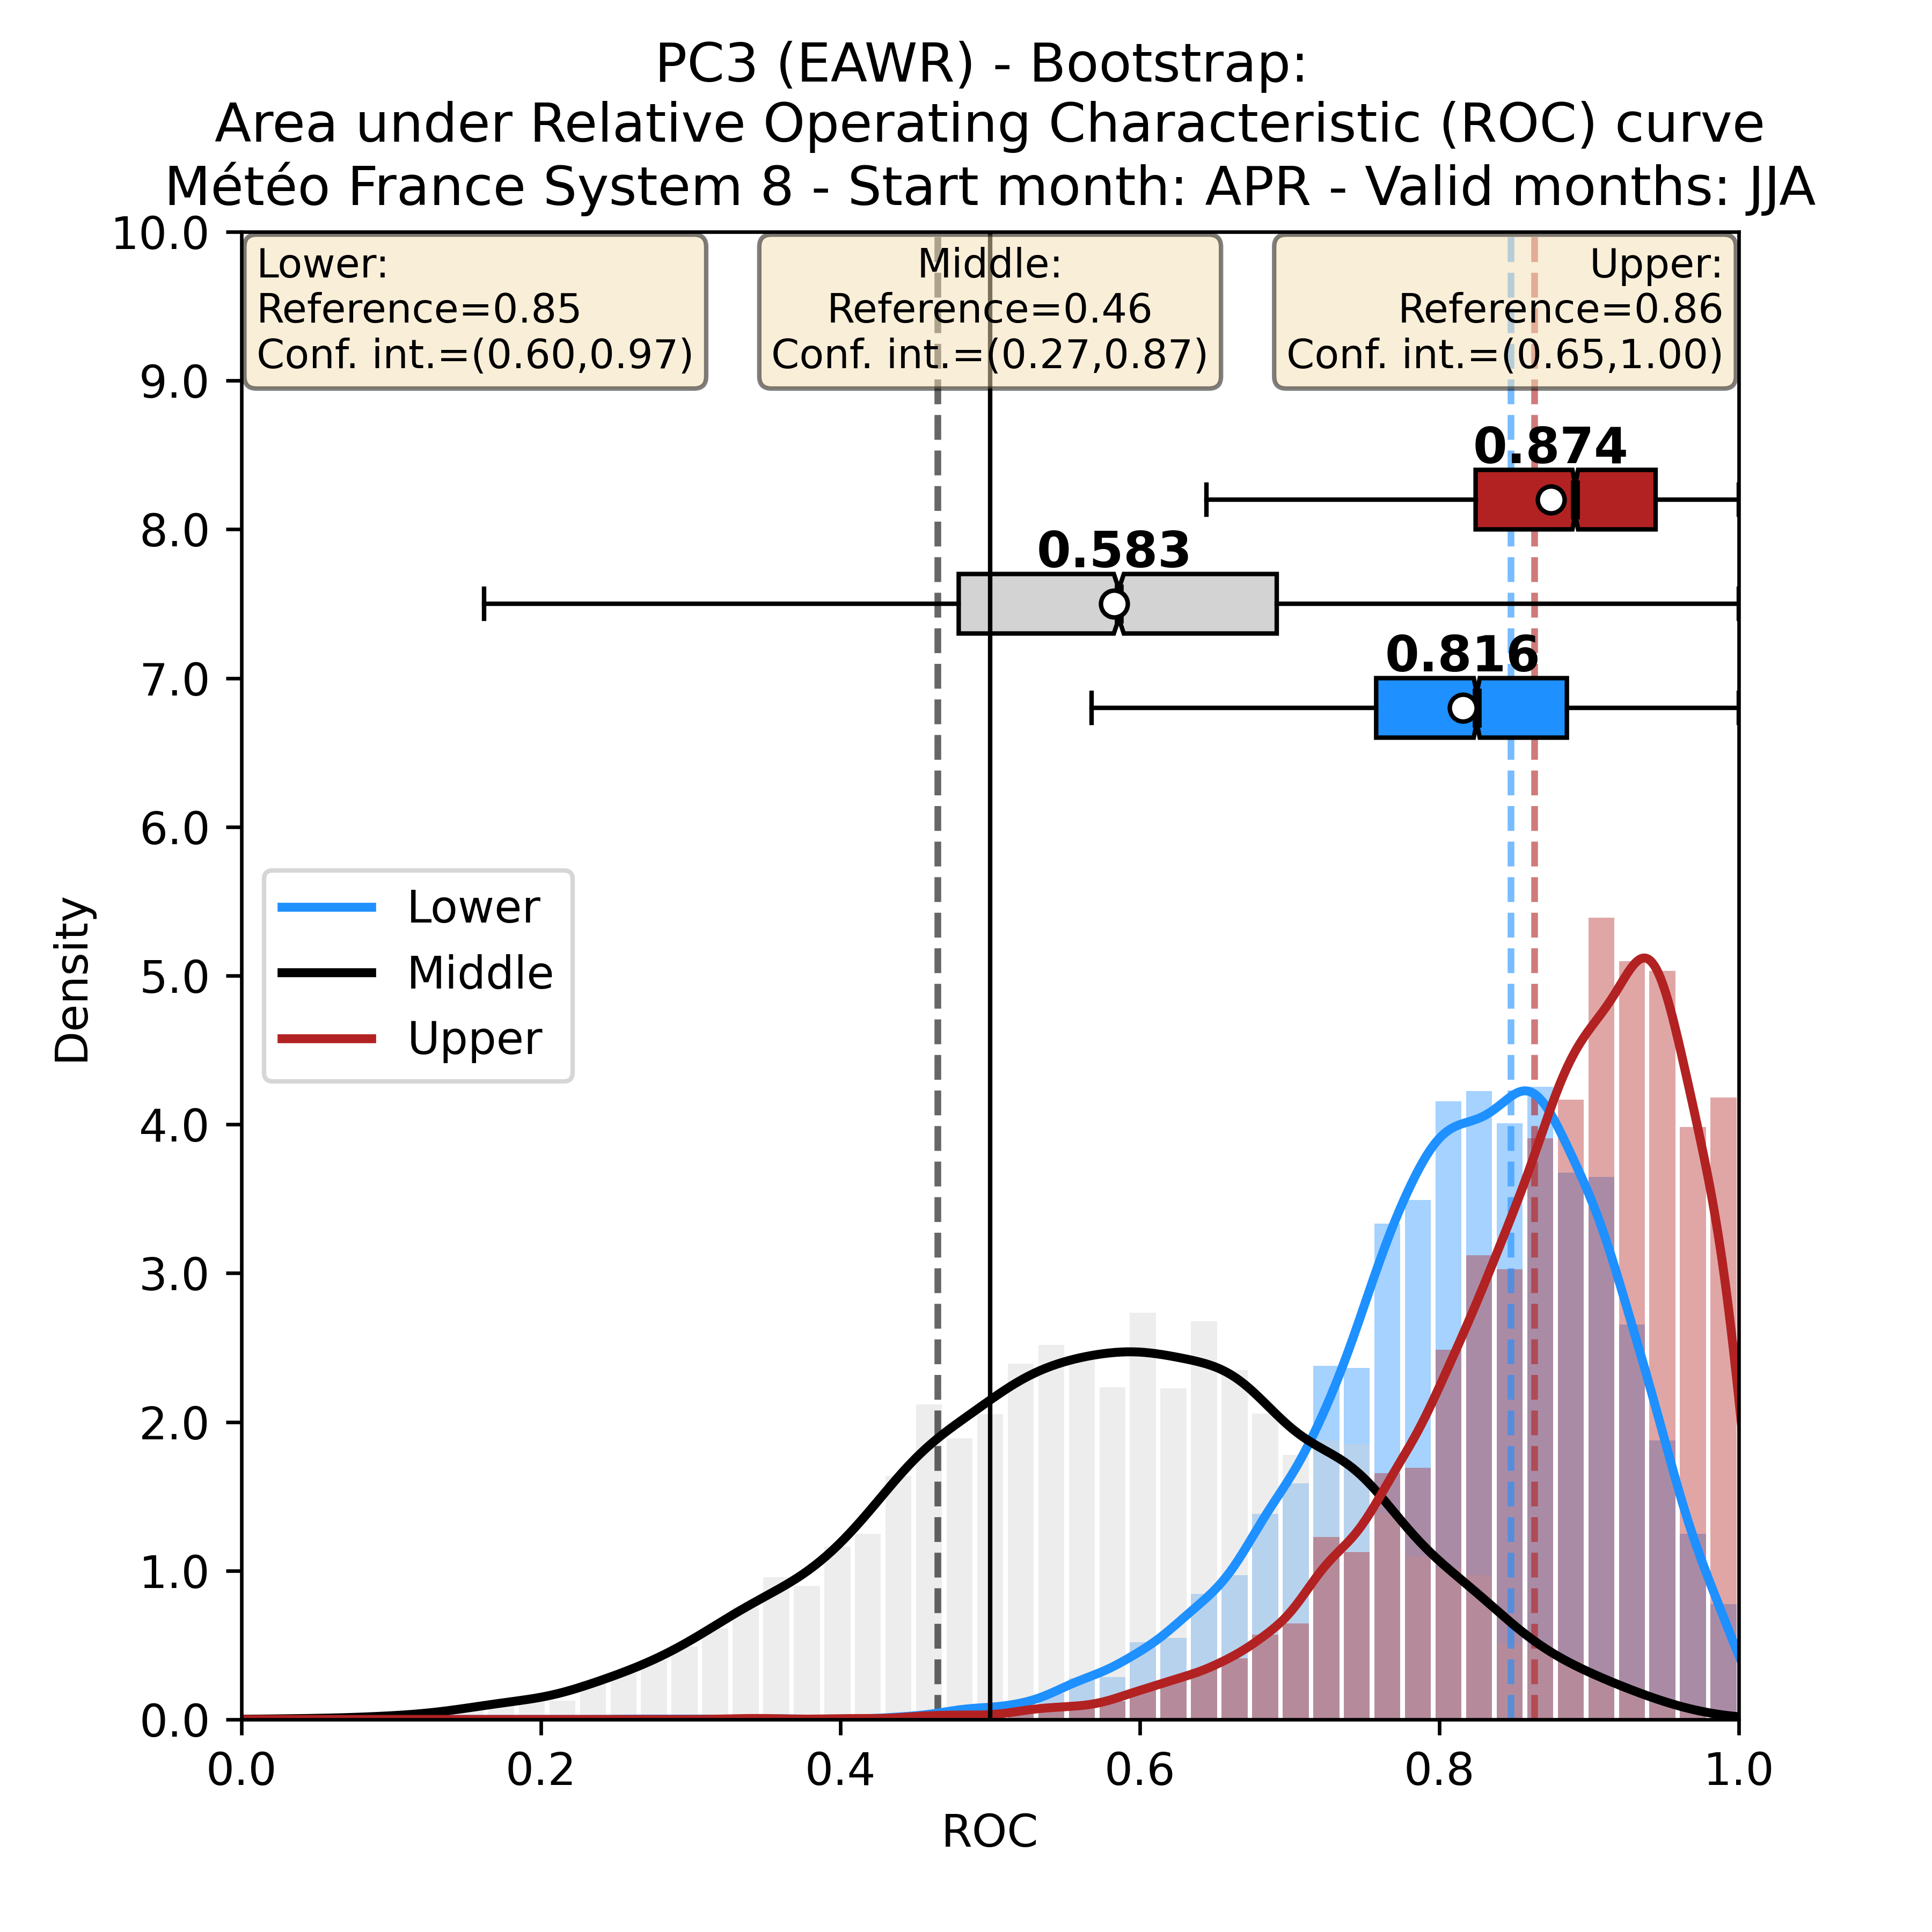 PC3 (EAWR) - Bootstrap:
Area under Relative Operating Characteristic (ROC) curve
Météo France System 8 - Start month: APR - Valid months: JJA
Lower:
Reference=0.85
Conf. int.=(0.60,0.97)
Middle:
Reference=0.46
Conf. int.=(0.27,0.87)
Upper:
Reference=0.86
Conf. int.=(0.65,1.00)
0.874
0.583
0.816
10.0
9.0
8.0
7.0
6.0
5.0
4.0
3.0
2.0
1.0
0.0
Density
Lower
Middle
Upper
0.0
0.2
0.4
0.6
0.8
1.0
ROC